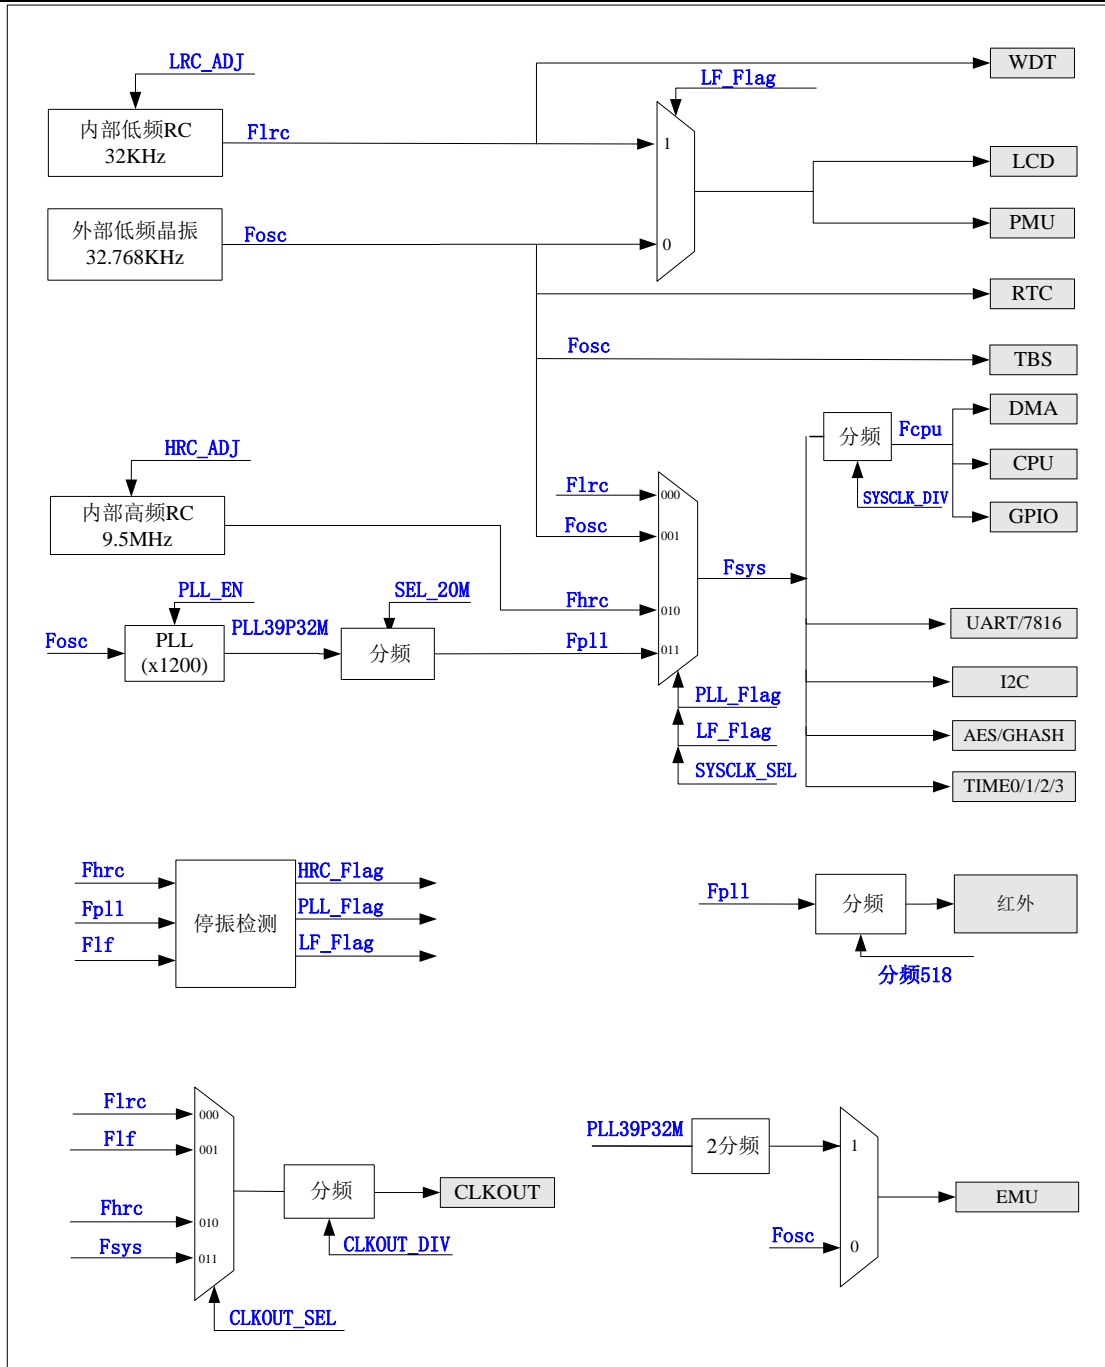 LRC_ADJ
WDT
LF_Flag
内部低频RC
32KHz
Flrc
1
LCD
外部低频晶振
32.768KHz
Fosc
0
PMU
RTC
Fosc
TBS
DMA
分频
Fcpu
HRC_ADJ
CPU
SYSCLK_DIV
Flrc
000
内部高频RC
9.5MHz
GPIO
Fosc
001
Fsys
PLL_EN
SEL_20M
Fhrc
010
UART/7816
PLL39P32M
Fosc
PLL
(x1200)
分频
Fpll
011
I2C
PLL_Flag
LF_Flag
AES/GHASH
SYSCLK_SEL
TIME0/1/2/3
Fhrc
HRC_Flag
Fpll
停振检测
PLL_Flag
Flf
LF_Flag
Fpll
分频
红外
分频518
Flrc
000
Flf
001
分频
CLKOUT
Fhrc
010
Fsys
011
CLKOUT_DIV
CLKOUT_SEL
PLL39P32M
2分频
1
EMU
Fosc
0